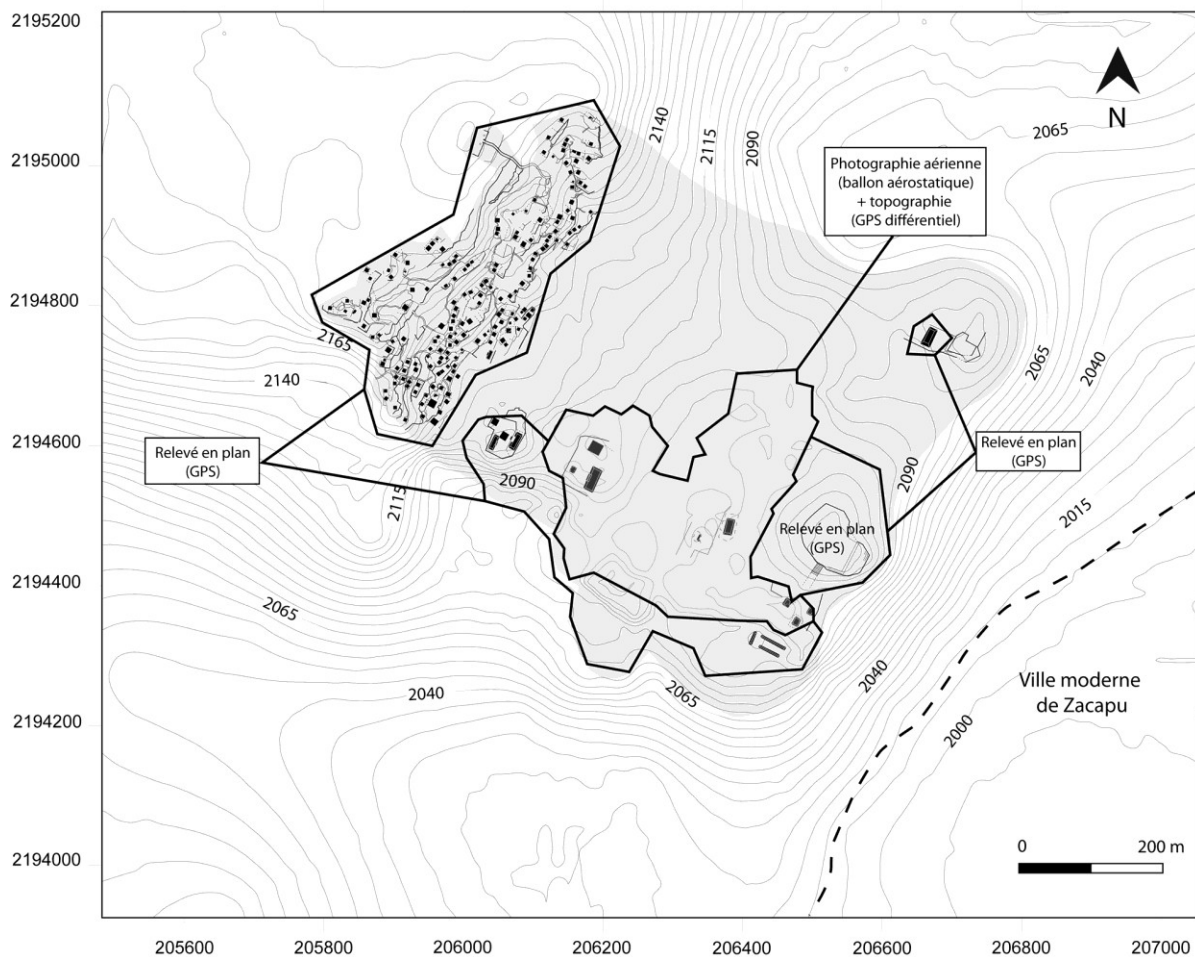 2195200
2195000
2194800
2194600
2194400
2194200
2194000
205600
205800
206000
206200
206400
206600
206800
207000
N
2140
2115
2090
2065
Photographie aérienne
(ballon aérostatique)
+ topographie
(GPS différentiel)
2165
2140
2065
2040
Relevé en plan
(GPS)
2115
2090
Relevé en plan
(GPS)
2090
Relevé en plan
(GPS)
2015
2065
2040
2065
2040
2000
Ville moderne
de Zacapu
0
200 m